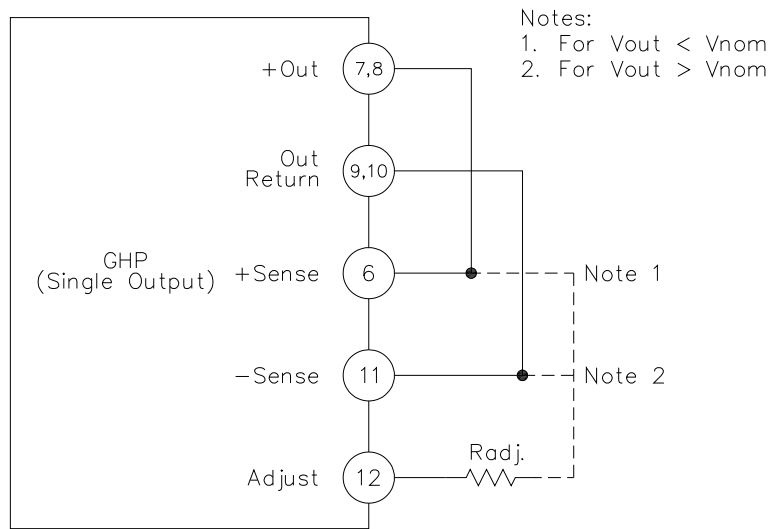 Notes:
1. For Vout < Vnom
2. For Vout > Vnom
+Out
7,8
Out
Return
9,10
GHP
(Single Output)
+Sense
6
Note 1
-Sense
11
Note 2
Adjust
12
Radj.